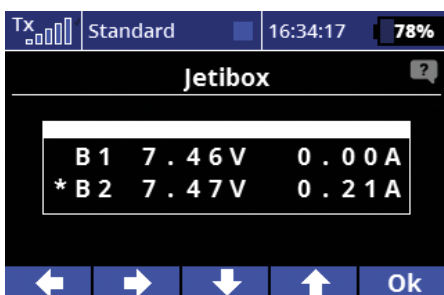 Tx Standard 16:34:17 78%
Jetibox ?
B1 7.46V 0.00A
*B2 7.47V 0.21A
Ok